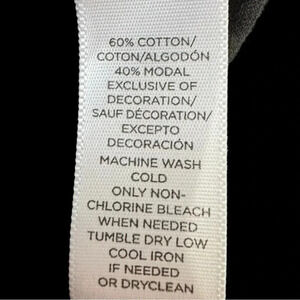 60% COTTON/
COTON/ALGODÓN
40% MODAL
EXCLUSIVE OF
DECORATION/
SAUF DÉCORATION/
EXCEPTO
DECORACIÓN
MACHINE WASH
COLD
ONLY NON-
CHLORINE BLEACH
WHEN NEEDED
TUMBLE DRY LOW
COOL IRON
IF NEEDED
OR DRYCLEAN